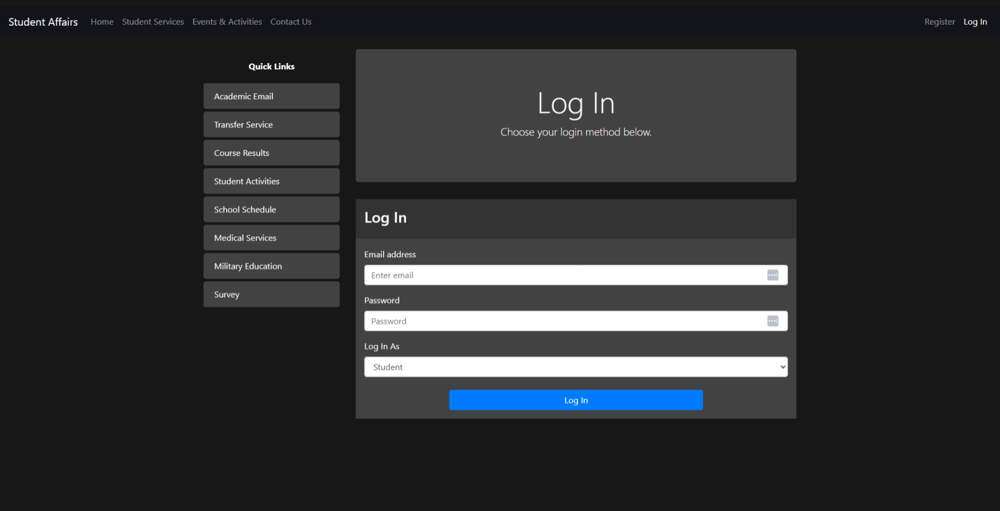 Student Affairs Home Student Services Events & Activities Contact Us Register Log In
Quick Links
Academic Email
Transfer Service
Course Results
Student Activities
School Schedule
Medical Services
Military Education
Survey
Log In
Choose your login method below.
Log In
Email address
Enter email
Password
Password
Log In As
Student
Log In